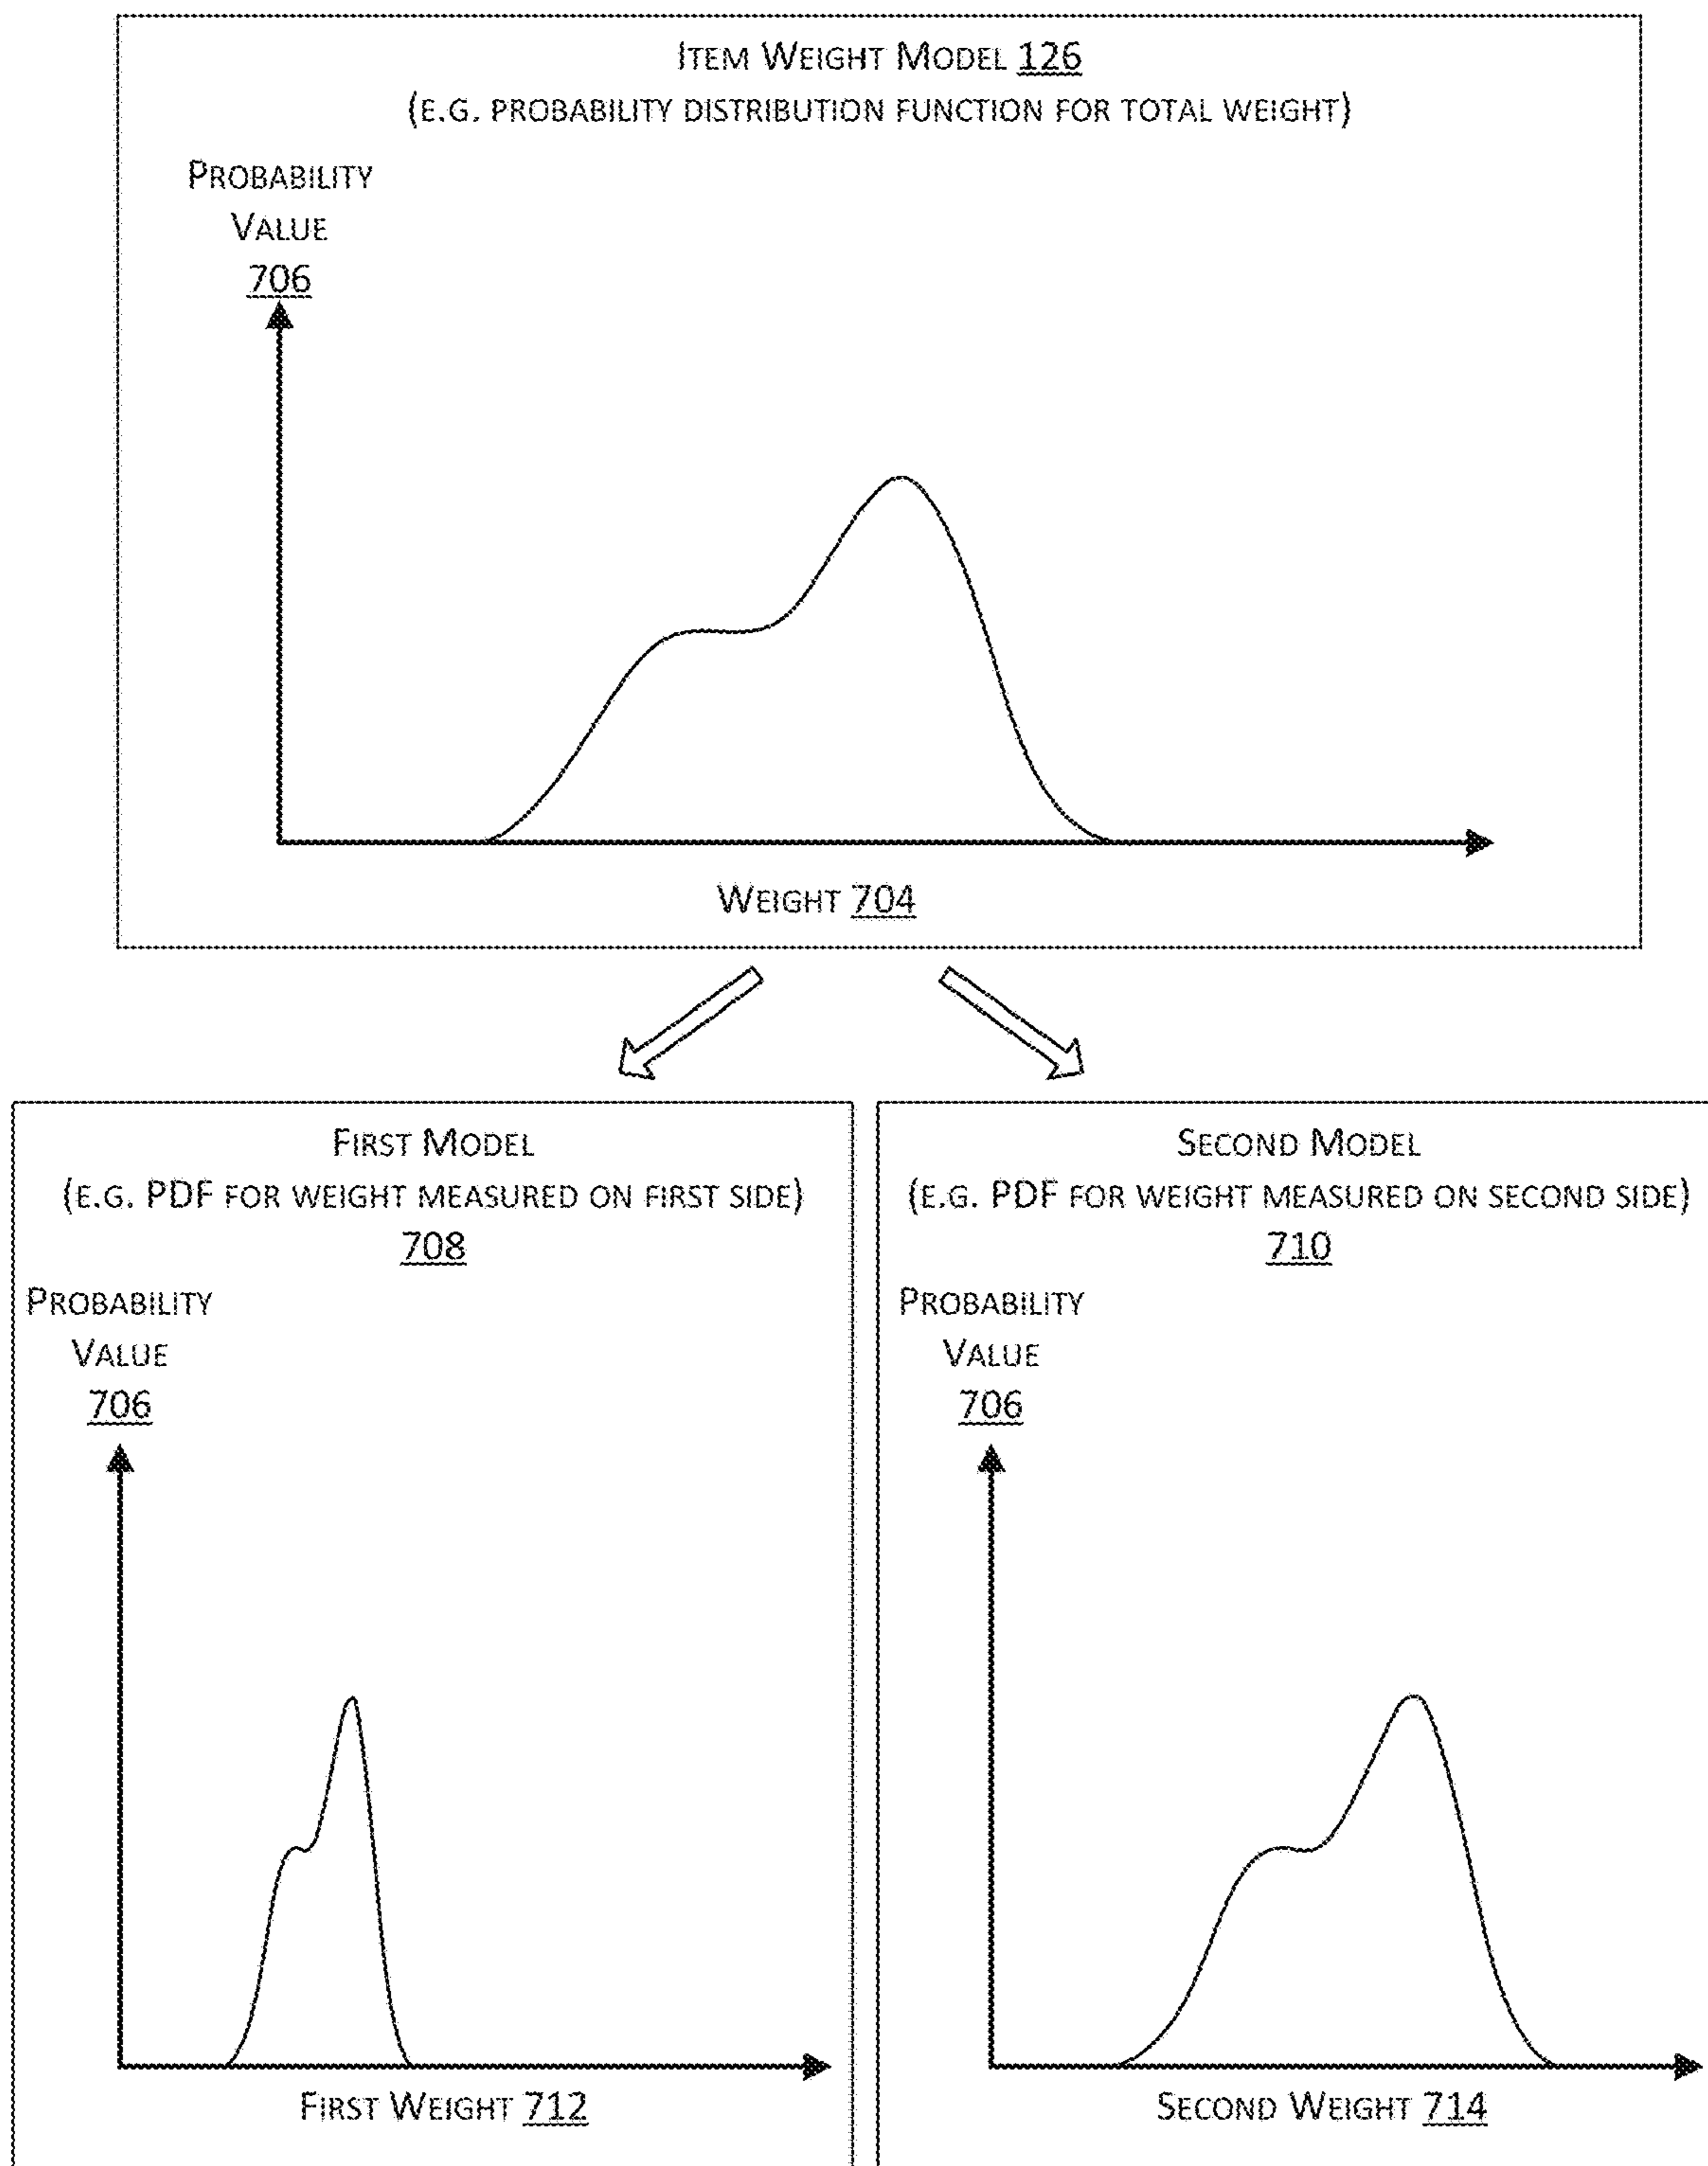 ITEM WEIGHT MODEL 126
(E.G. PROBABILITY DISTRIBUTION FUNCTION FOR TOTAL WEIGHT)
PROBABILITY
VALUE
706
WEIGHT 704
FIRST MODEL
(E.G. PDF FOR WEIGHT MEASURED ON FIRST SIDE)
708
PROBABILITY
VALUE
706
FIRST WEIGHT 712
SECOND MODEL
(E.G. PDF FOR WEIGHT MEASURED ON SECOND SIDE)
710
PROBABILITY
VALUE
706
SECOND WEIGHT 714